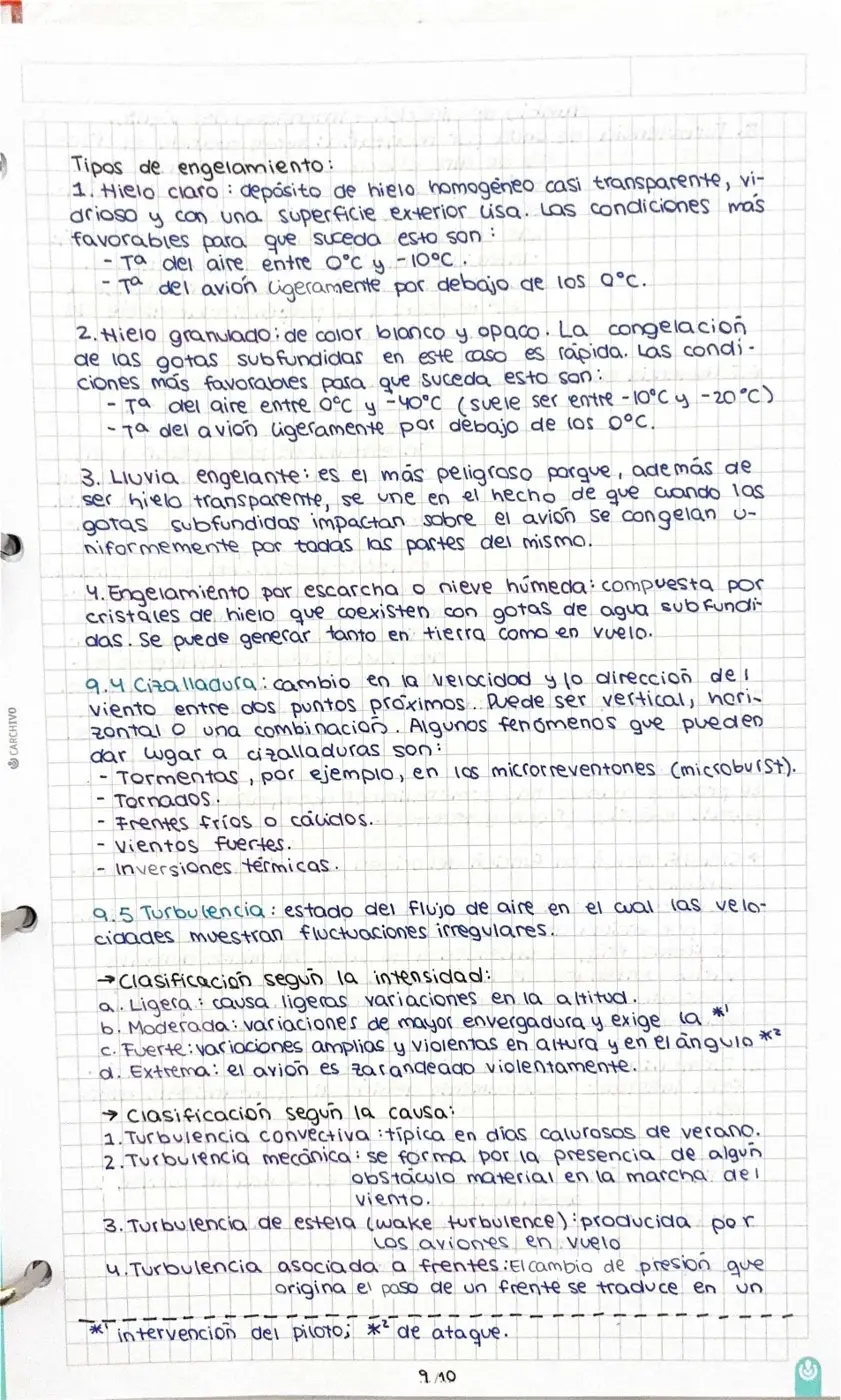 Tipos de engelamiento:
1. Hielo claro: depósito de hielo homogéneo casi transparente, vi-
drioso y con una superficie exterior lisa. Las condiciones más
favorables para que suceda esto son:
- Tª del aire entre 0°C y -10°C.
- Tª del avión ligeramente por debajo de los 0°C.
2. Hielo granulado: de color blanco y opaco. La congelación
de las gotas subfundidas en este caso es rápida. Las condi-
ciones más favorables para que suceda esto son:
- Tª del aire entre 0°C y -40°C (suele ser entre -10°C y -20°C)
- Tª del avión ligeramente por debajo de los 0°C.
3. Lluvia engelante: es el más peligroso porque, además de
ser hielo transparente, se une en el hecho de que cuando las
gotas subfundidas impactan sobre el avión se congelan u-
niformemente por todas las partes del mismo.
4. Engelamiento por escarcha o nieve húmeda: compuesta por
cristales de hielo que coexisten con gotas de agua subfundi-
das. Se puede generar tanto en tierra como en vuelo.
9.4 Cizalladura: cambio en la velocidad y/o dirección del
viento entre dos puntos próximos. Puede ser vertical, hori-
zontal o una combinación. Algunos fenómenos que pueden
dar lugar a cizalladuras son:
- Tormentas, por ejemplo, en los microrreventones (microburst).
- Tornados.
- Frentes fríos o cálidos.
- Vientos fuertes.
- Inversiones térmicas.
CARCHIVO
9.5 Turbulencia: estado del flujo de aire en el cual las velo-
cidades muestran fluctuaciones irregulares.
→ Clasificación según la intensidad:
a. Ligera: causa ligeras variaciones en la altitud.
b. Moderada: variaciones de mayor envergadura y exige la *1
c. Fuerte: variaciones amplias y violentas en altura y en el ángulo *2
d. Extrema: el avión es zarandeado violentamente.
→ Clasificación según la causa:
1. Turbulencia convectiva: típica en días calurosos de verano.
2. Turbulencia mecánica: se forma por la presencia de algún
obstáculo material en la marcha del
viento.
3. Turbulencia de estela (wake turbulence): producida por
los aviones en vuelo
4. Turbulencia asociada a frentes: El cambio de presión que
origina el paso de un frente se traduce en un
*1 intervención del piloto; *2 de ataque.
9/10